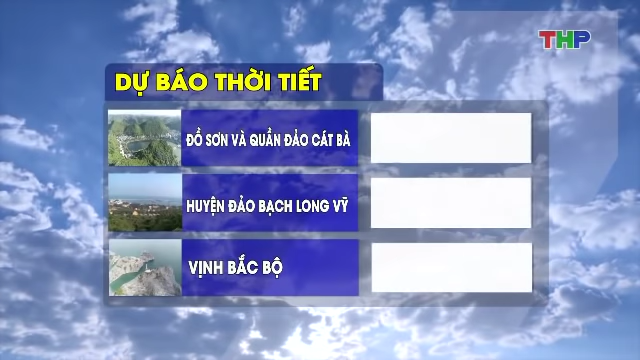 THP
DỰ BÁO THỜI TIẾT
ĐỒ SƠN VÀ QUẦN ĐẢO CÁT BÀ
HUYỆN ĐẢO BẠCH LONG VỸ
VỊNH BẮC BỘ